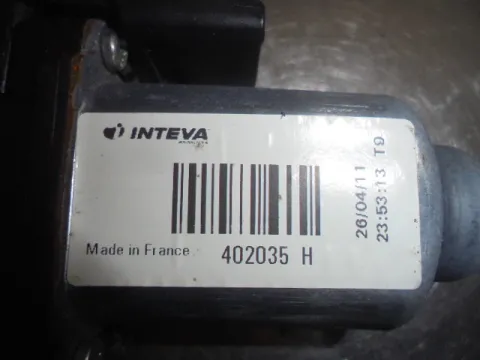 INTEVA
Made in France
402035 H
26/04/11
23:53:13 T9